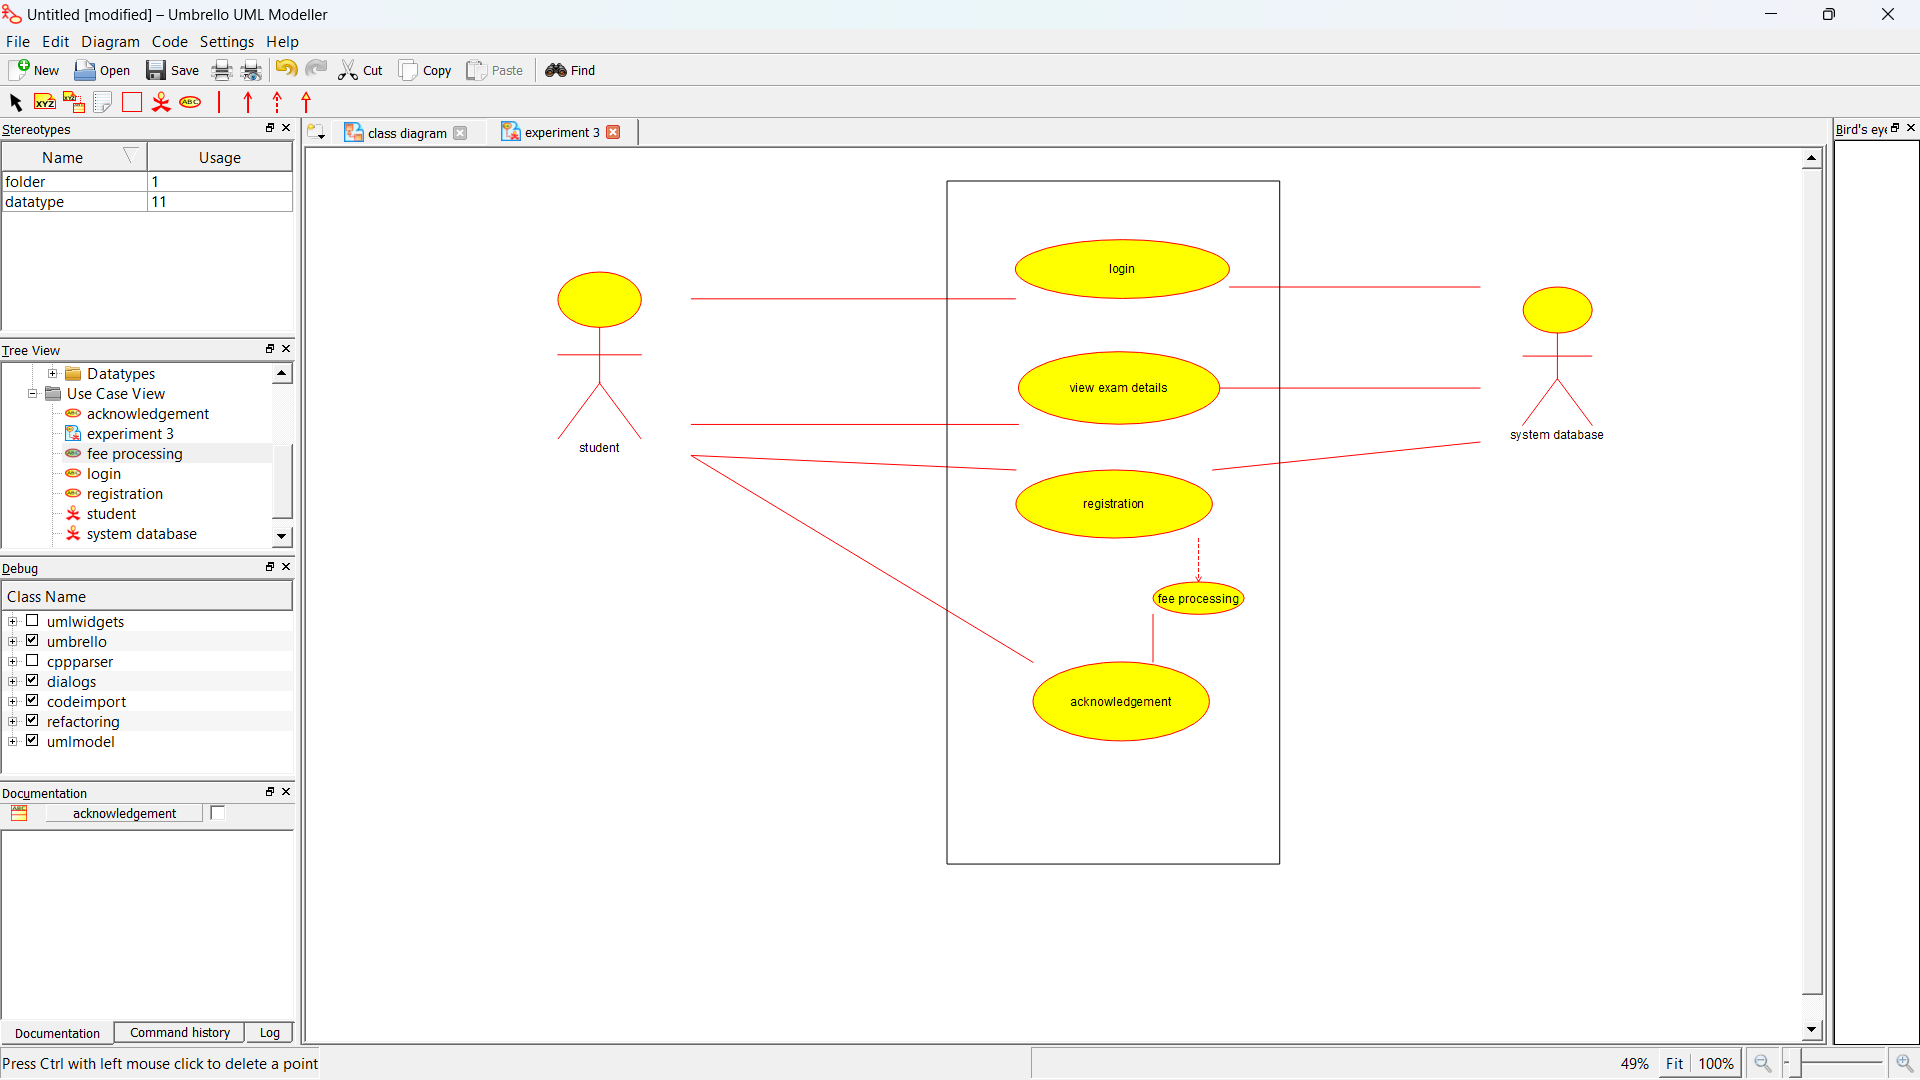 Untitled [modified] – Umbrello UML Modeller
File Edit Diagram Code Settings Help
New Open Save Cut Copy Paste Find
XYZ XYZ ABC
Stereotypes
Name Usage
folder 1
datatype 11
Tree View
Datatypes
Use Case View
acknowledgement
experiment 3
fee processing
login
registration
student
system database
Debug
Class Name
umlwidgets
umbrello
cppparser
dialogs
codeimport
refactoring
umlmodel
Documentation
acknowledgement
Documentation Command history Log
Press Ctrl with left mouse click to delete a point
class diagram experiment 3
login
view exam details
student
system database
registration
fee processing
acknowledgement
Bird's eye
49% Fit 100%